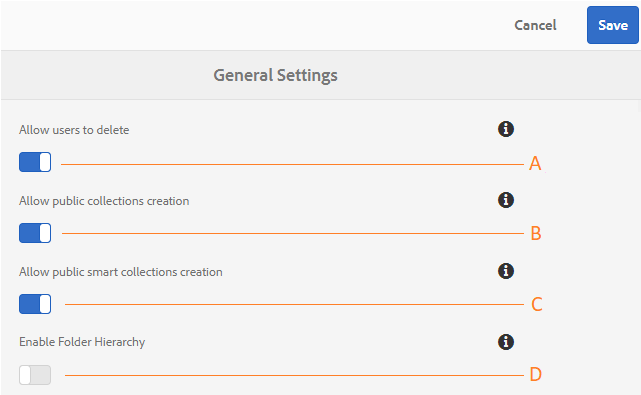 Cancel Save
General Settings
Allow users to delete
A
Allow public collections creation
B
Allow public smart collections creation
C
Enable Folder Hierarchy
D